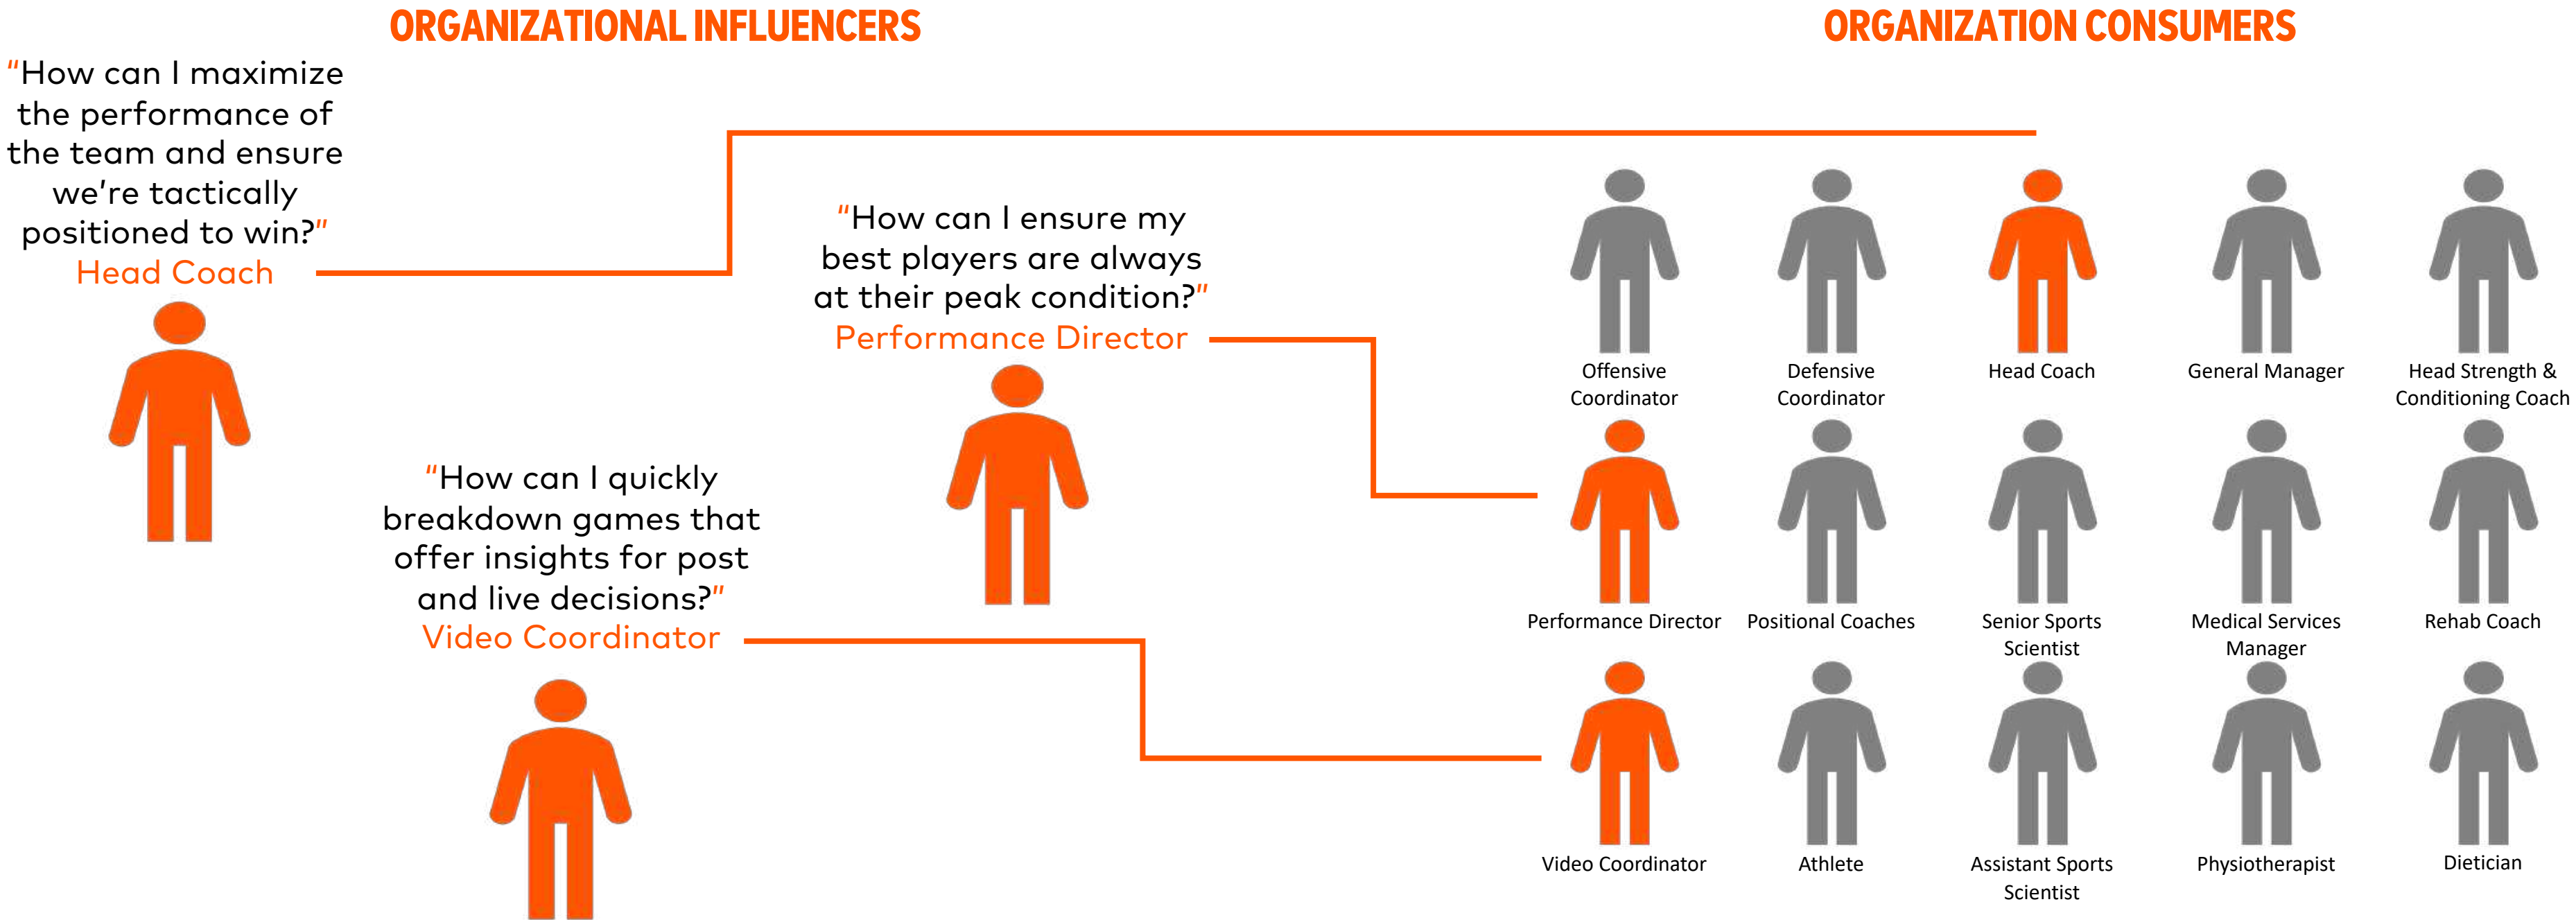 ORGANIZATIONAL INFLUENCERS
ORGANIZATION CONSUMERS
"How can I maximize
the performance of
the team and ensure
we're tactically
positioned to win?"
Head Coach
"How can I ensure my
best players are always
at their peak condition?"
Performance Director
"How can I quickly
breakdown games that
offer insights for post
and live decisions?"
Video Coordinator
Offensive
Coordinator
Defensive
Coordinator
Head Coach
General Manager
Head Strength &
Conditioning Coach
Performance Director
Positional Coaches
Senior Sports
Scientist
Medical Services
Manager
Rehab Coach
Video Coordinator
Athlete
Assistant Sports
Scientist
Physiotherapist
Dietician